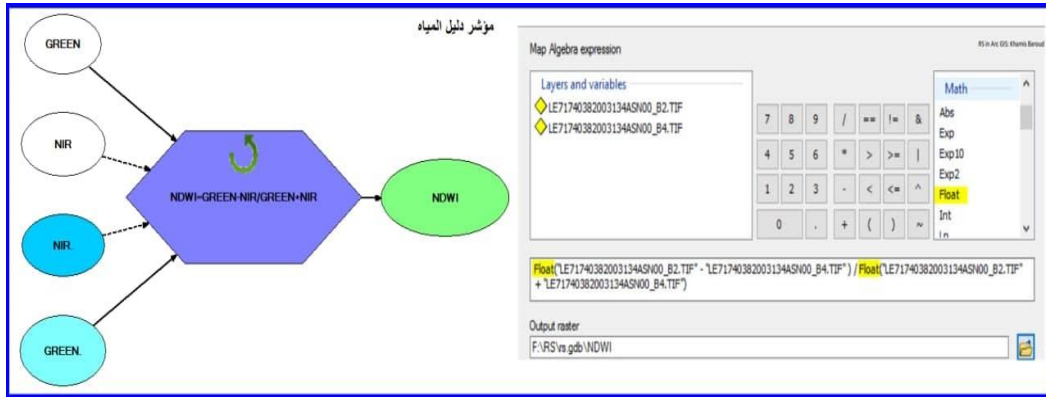 مؤشر دليل المياه
GREEN
NIR
NIR.
GREEN.
NDWI=GREEN-NIR/GREEN+NIR
NDWI
RS in Arc GIS: Khamis Baroud
Map Algebra expression
Layers and variables
LE71740382003134ASN00_B2.TIF
LE71740382003134ASN00_B4.TIF
7 8 9 / == != &
4 5 6 * > >= |
1 2 3 - < <= ^
0 . + ( ) ~
Math
Abs
Exp
Exp10
Exp2
Float
Int
Ln
Float("LE71740382003134ASN00_B2.TIF" - "LE71740382003134ASN00_B4.TIF" ) / Float("LE71740382003134ASN00_B2.TIF"
+ "LE71740382003134ASN00_B4.TIF")
Output raster
F:\RS\rs.gdb\NDWI